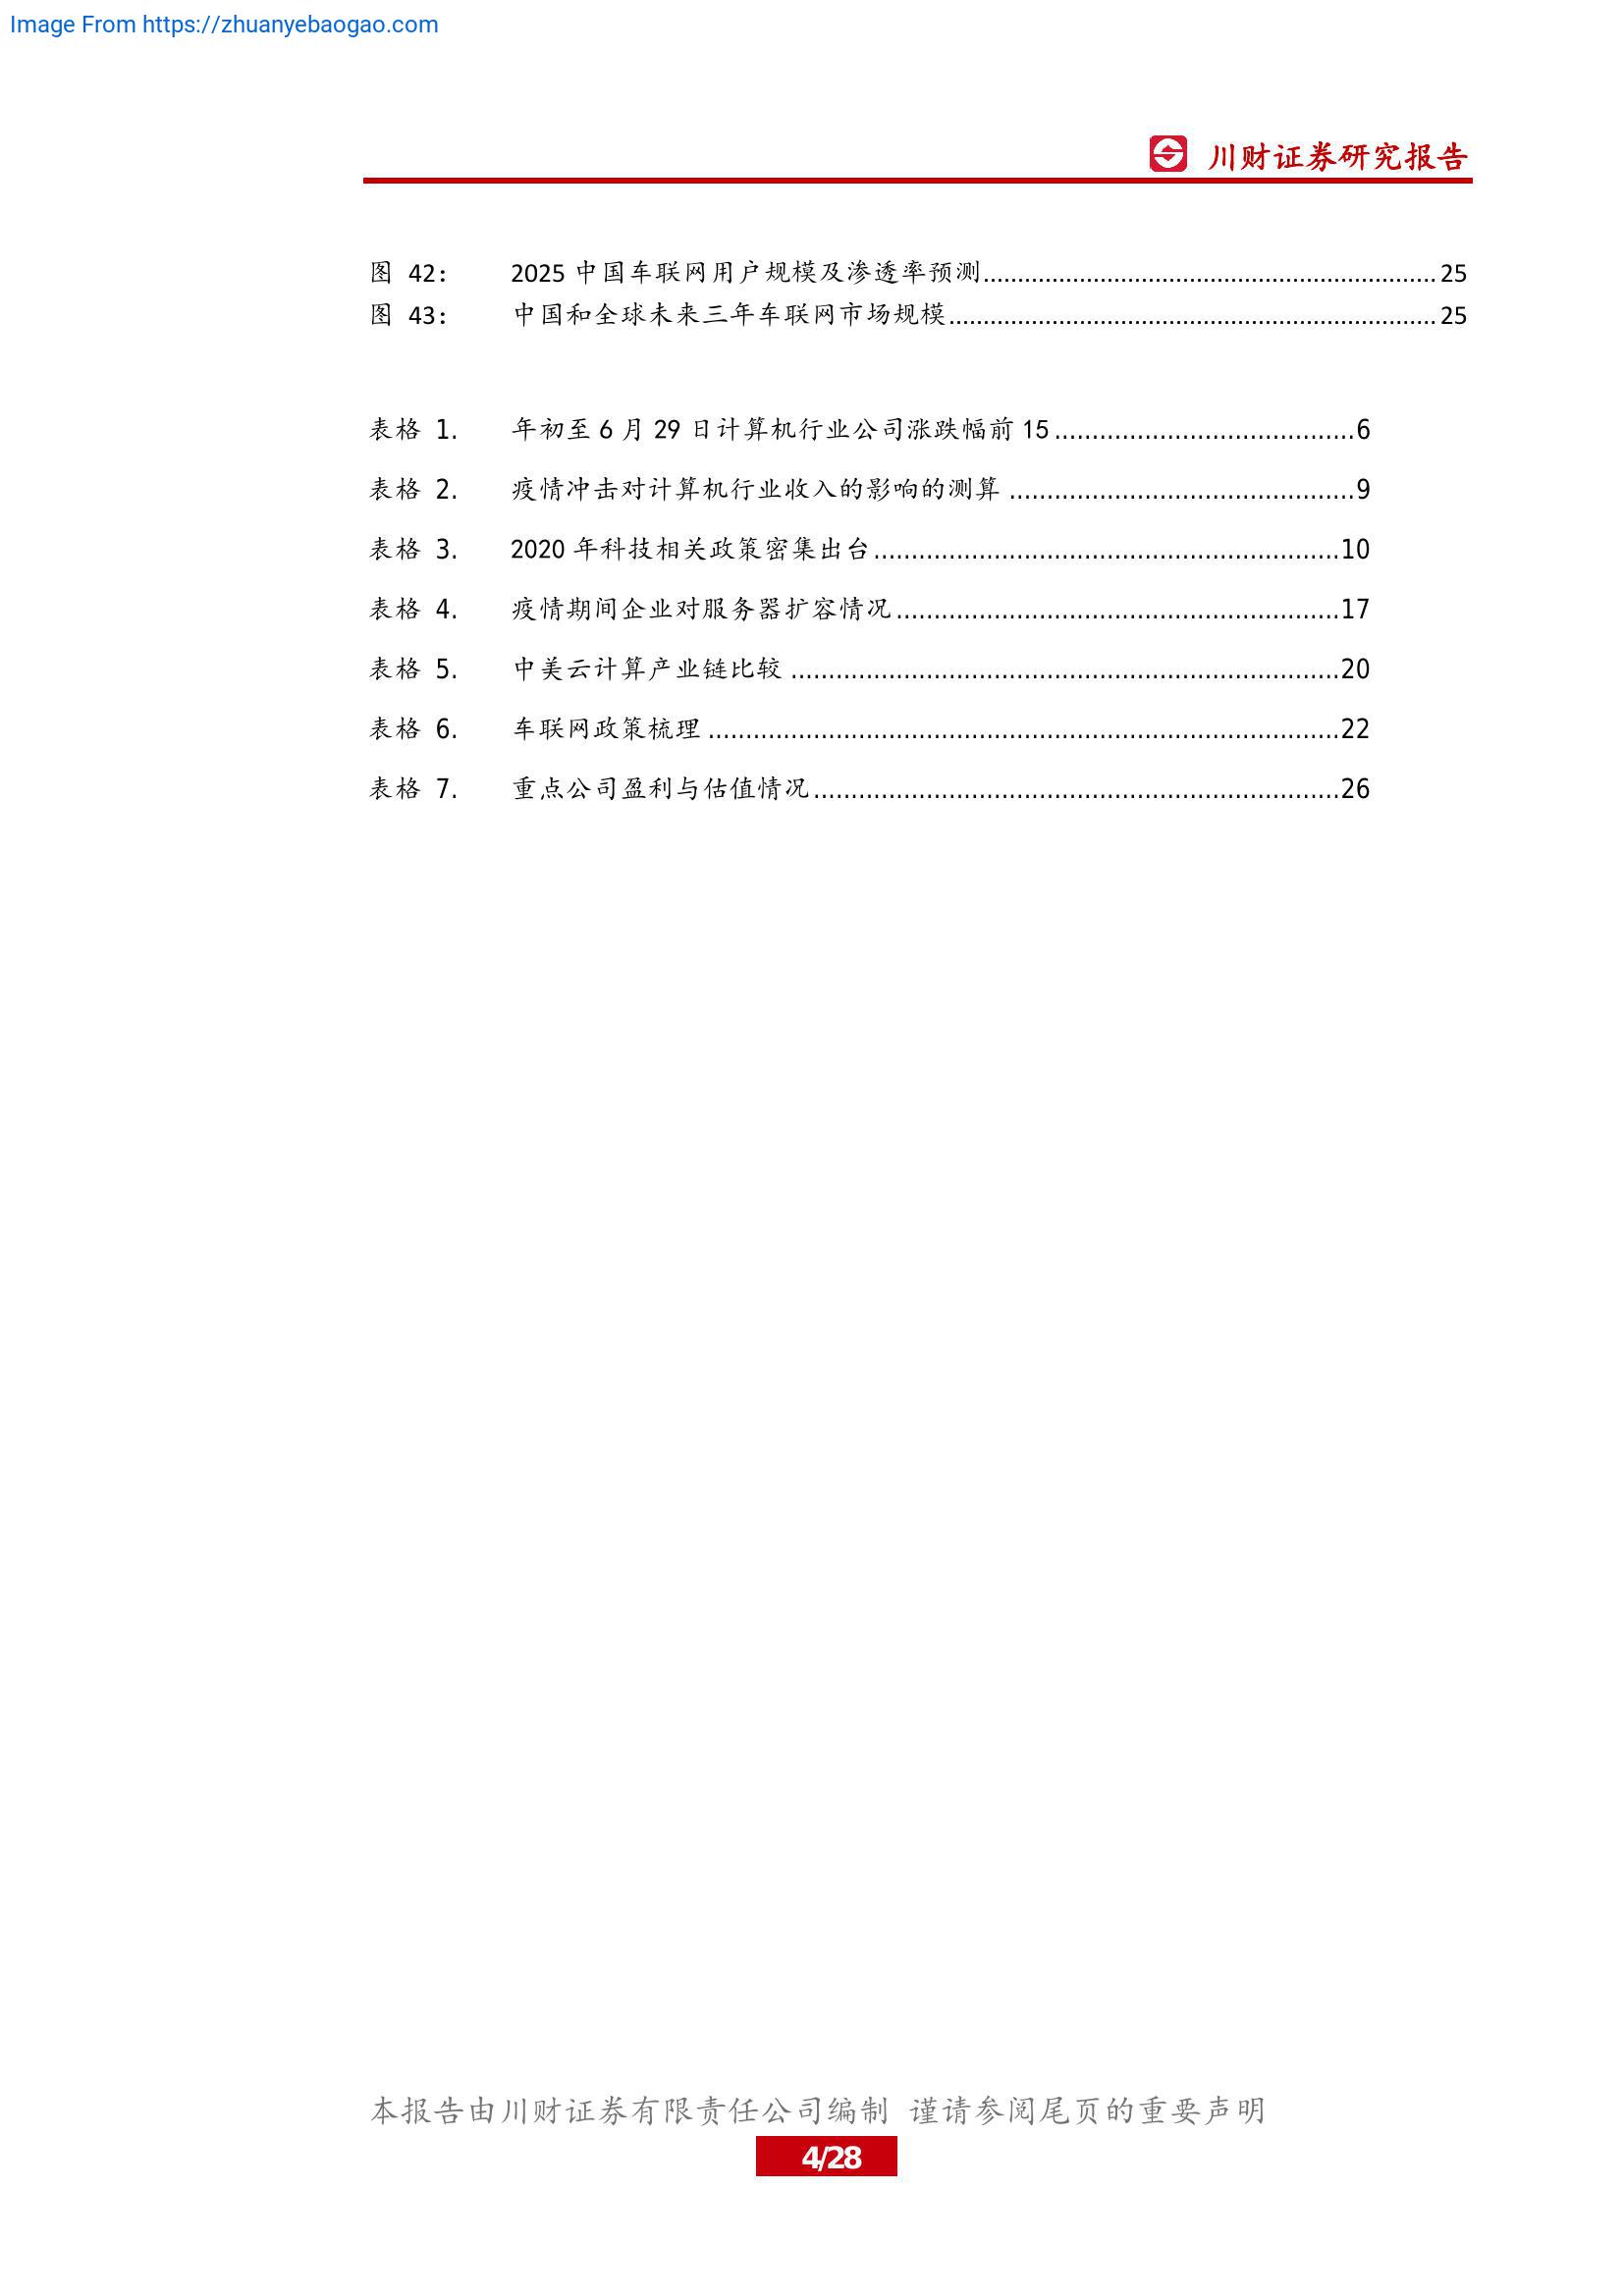 Image From https://zhuanyebaogao.com
川财证券研究报告
图 42: 2025 中国车联网用户规模及渗透率预测 25
图 43: 中国和全球未来三年车联网市场规模 25
表格 1. 年初至 6 月 29 日计算机行业公司涨跌幅前 15 6
表格 2. 疫情冲击对计算机行业收入的影响的测算 9
表格 3. 2020 年科技相关政策密集出台 10
表格 4. 疫情期间企业对服务器扩容情况 17
表格 5. 中美云计算产业链比较 20
表格 6. 车联网政策梳理 22
表格 7. 重点公司盈利与估值情况 26
本报告由川财证券有限责任公司编制 谨请参阅尾页的重要声明
4/28